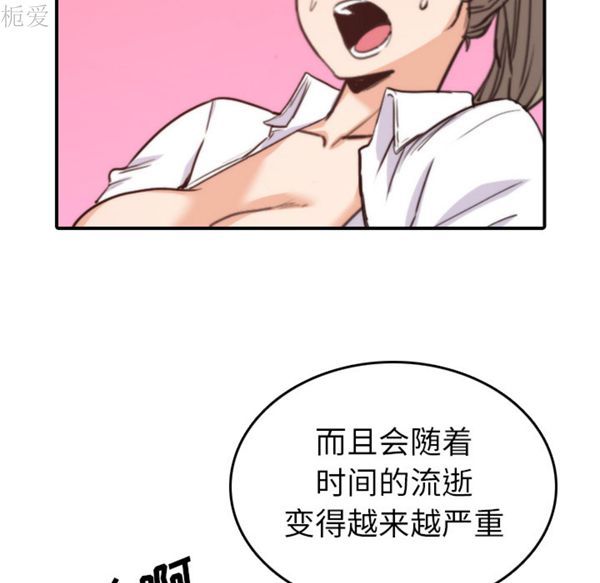 栀爱
而且会随着
时间的流逝
变得越来越严重
啊